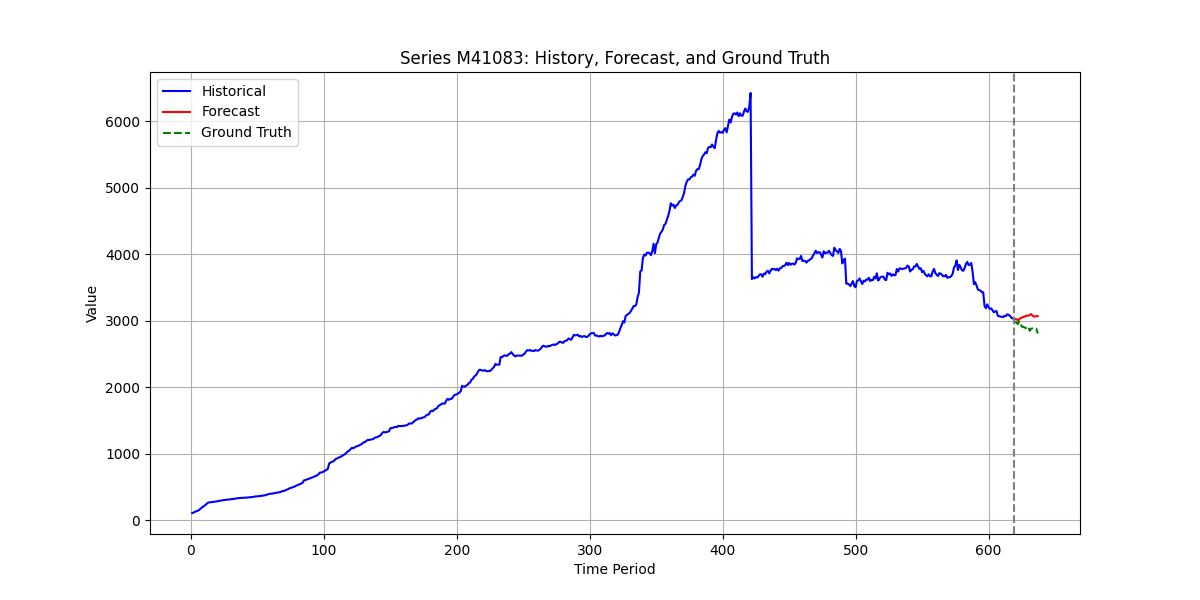 Series M41083: History, Forecast, and Ground Truth
Historical
Forecast
Ground Truth
6000
5000
4000
3000
2000
1000
0
Value
0 100 200 300 400 500 600
Time Period